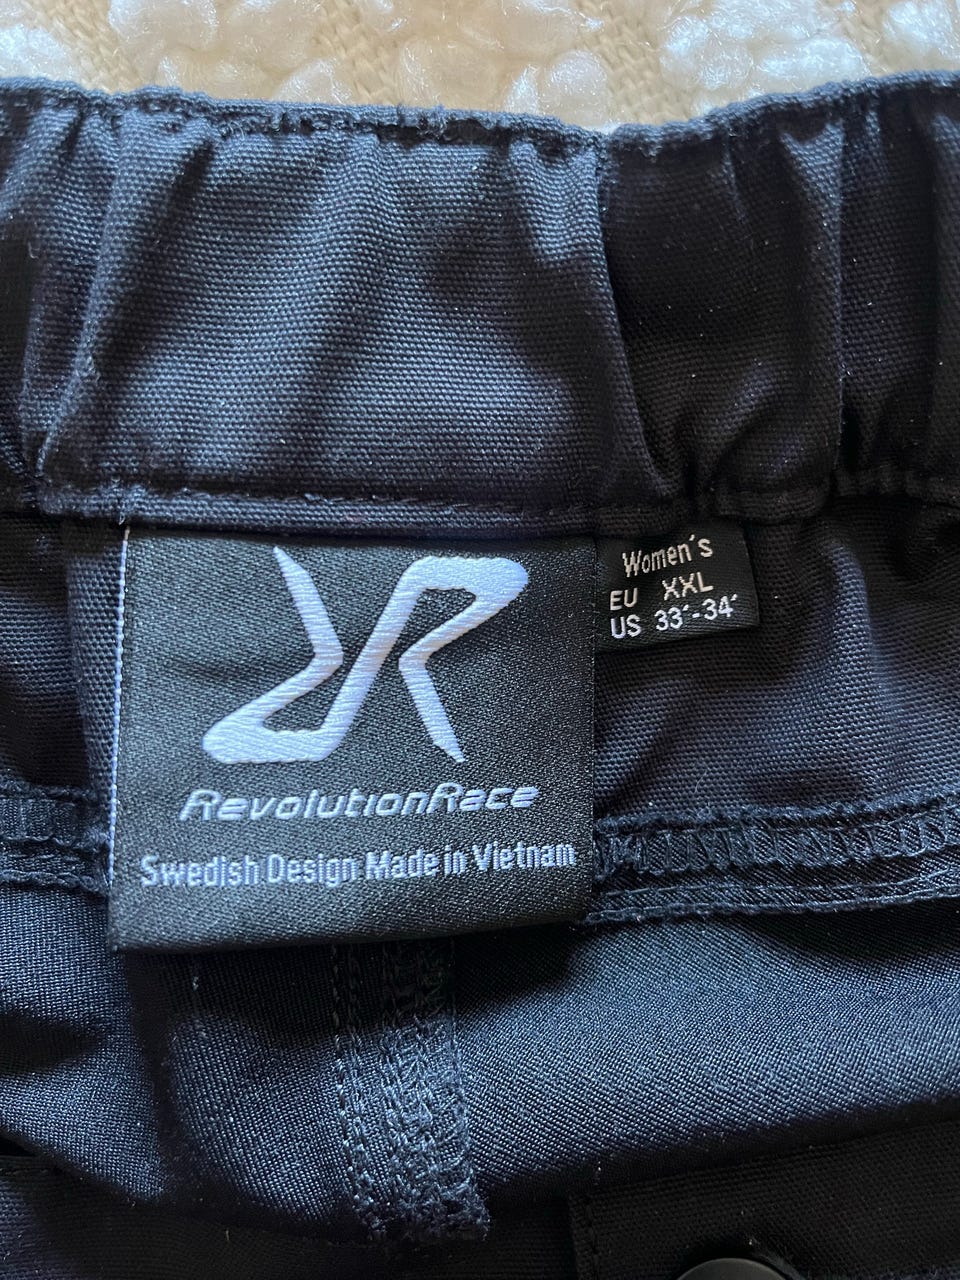 RevolutionRace
Swedish Design Made in Vietnam
Women´s
EU XXL
US 33´-34´